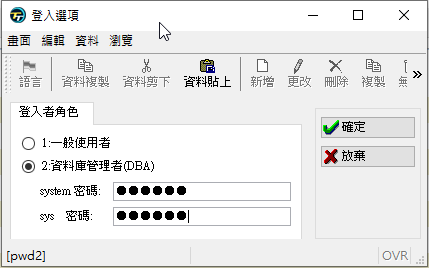 登入選項
畫面 編輯 資料 瀏覽
語言 資料複製 資料剪下 資料貼上 新增 更改 刪除 複製
登入者角色
1:一般使用者
2:資料庫管理者(DBA)
system 密碼: ●●●●●●
sys 密碼: ●●●●●●
確定
放棄
[pwd2] OVR